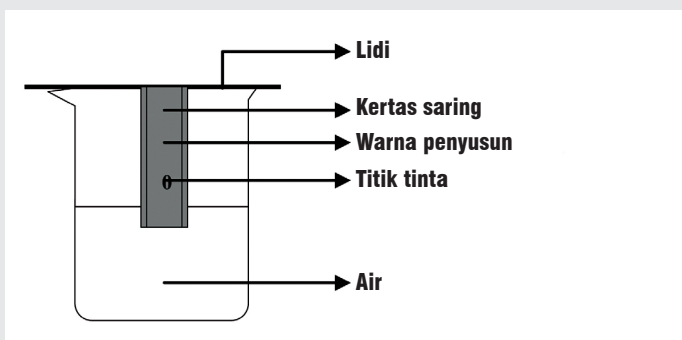 Lidi
Kertas saring
Warna penyusun
Titik tinta
Air